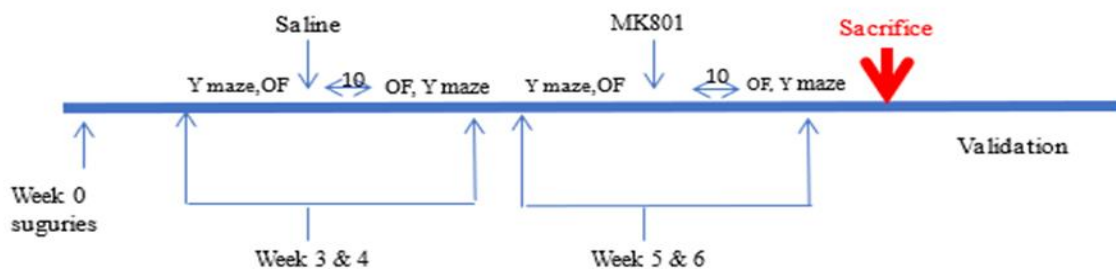 Saline
MK801
Sacrifice
Y maze,OF
10
OF, Y maze
Y maze,OF
10
OF, Y maze
Validation
Week 0
suguries
Week 3 & 4
Week 5 & 6